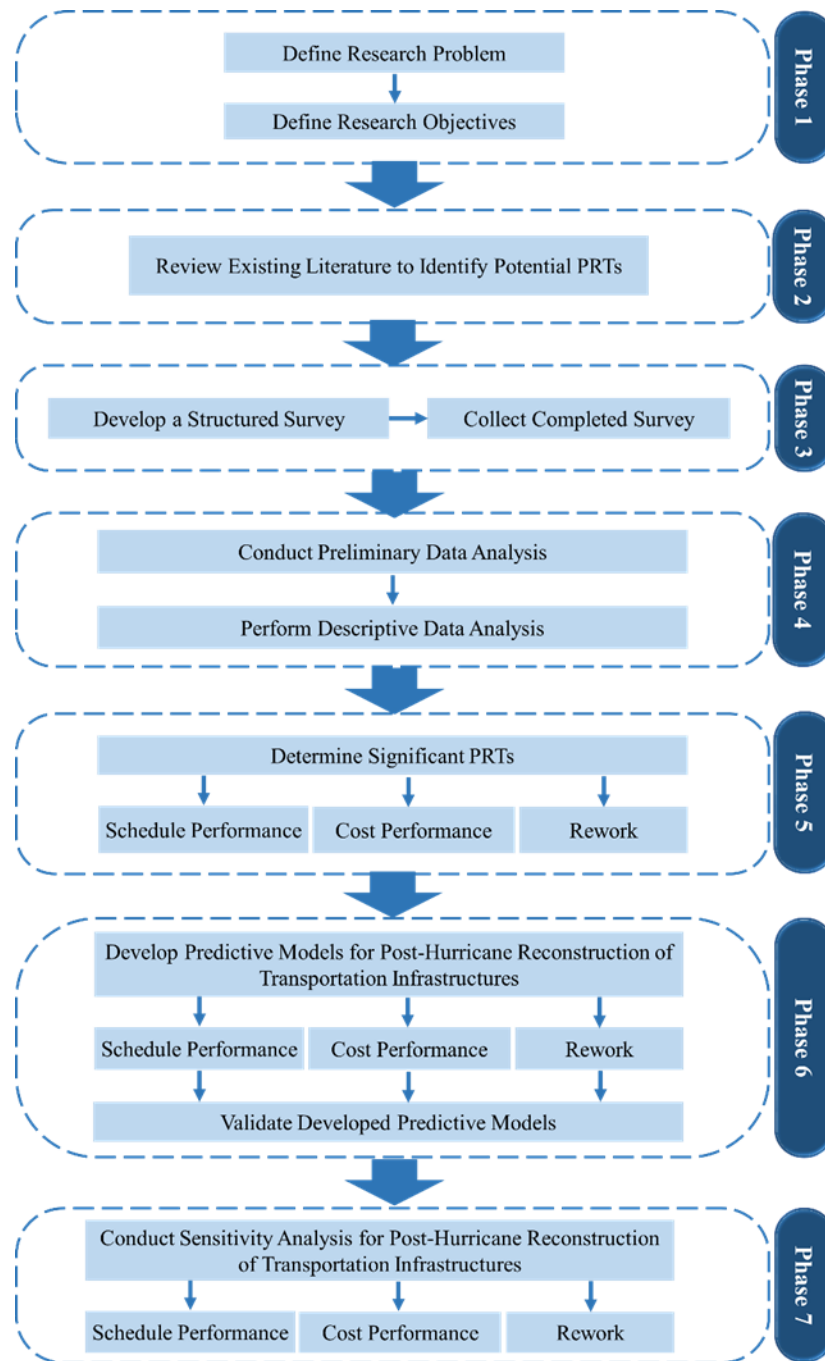 Define Research Problem
Define Research Objectives
Phase 1
Review Existing Literature to Identify Potential PRTs
Phase 2
Develop a Structured Survey
Collect Completed Survey
Phase 3
Conduct Preliminary Data Analysis
Perform Descriptive Data Analysis
Phase 4
Determine Significant PRTs
Schedule Performance
Cost Performance
Rework
Phase 5
Develop Predictive Models for Post-Hurricane Reconstruction of
Transportation Infrastructures
Schedule Performance
Cost Performance
Rework
Validate Developed Predictive Models
Phase 6
Conduct Sensitivity Analysis for Post-Hurricane Reconstruction
of Transportation Infrastructures
Schedule Performance
Cost Performance
Rework
Phase 7